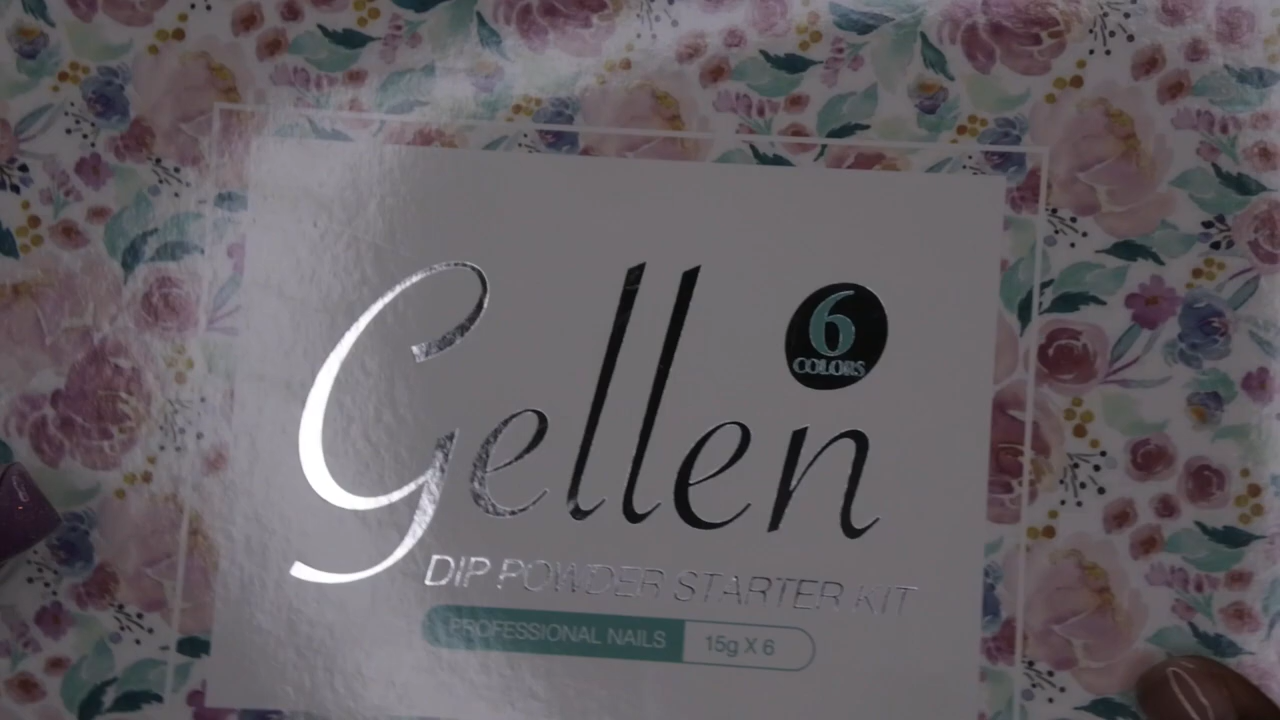 Gellen
6
COLORS
DIP POWDER STARTER KIT
PROFESSIONAL NAILS 15g X 6